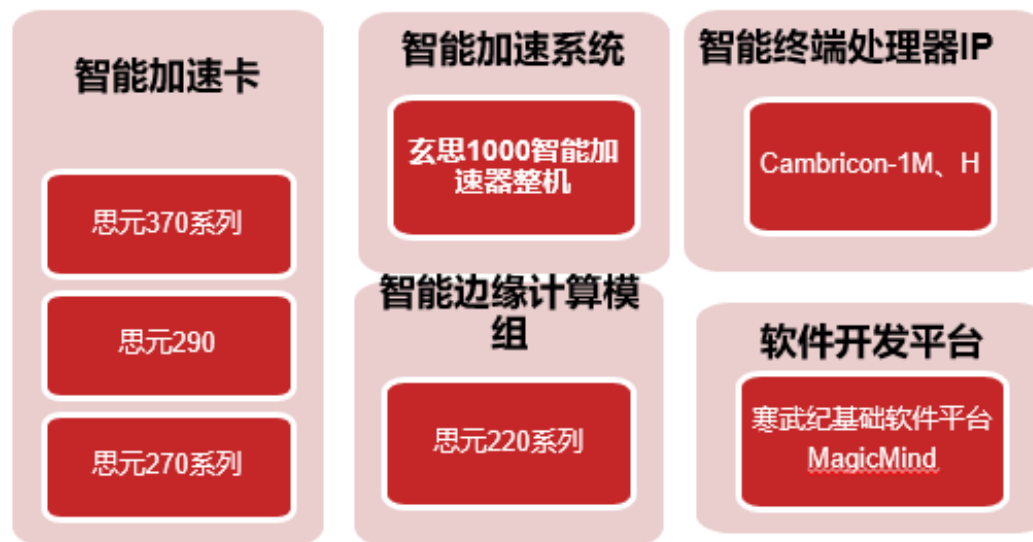 智能加速卡
思元370系列
思元290
思元270系列
智能加速系统
玄思1000智能加
速器整机
智能边缘计算模
组
思元220系列
智能终端处理器IP
Cambricon-1M、H
软件开发平台
寒武纪基础软件平台
MagicMind